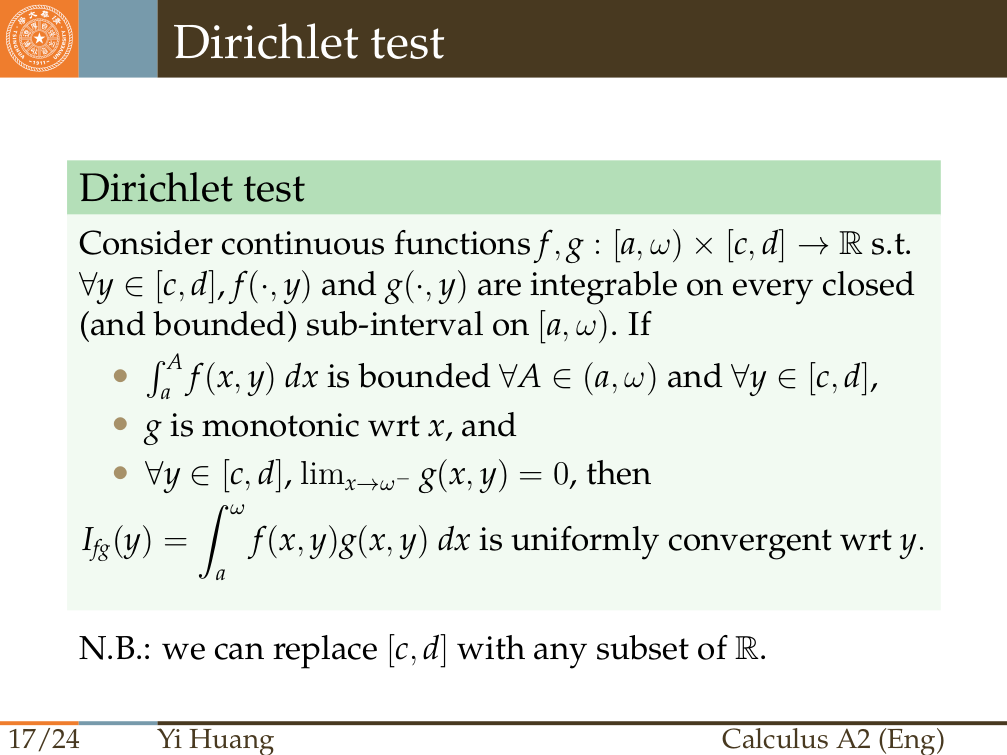 Dirichlet test
Dirichlet test
Consider continuous functions f, g : [a, ω) × [c, d] → ℝ s.t.
∀y ∈ [c, d], f(·, y) and g(·, y) are integrable on every closed
(and bounded) sub-interval on [a, ω). If
• ∫ₐᴬ f(x, y) dx is bounded ∀A ∈ (a, ω) and ∀y ∈ [c, d],
• g is monotonic wrt x, and
• ∀y ∈ [c, d], lim_{x→ω⁻} g(x, y) = 0, then
I_{fg}(y) = ∫_a^ω f(x, y)g(x, y) dx is uniformly convergent wrt y.
N.B.: we can replace [c, d] with any subset of ℝ.
17/24 Yi Huang Calculus A2 (Eng)